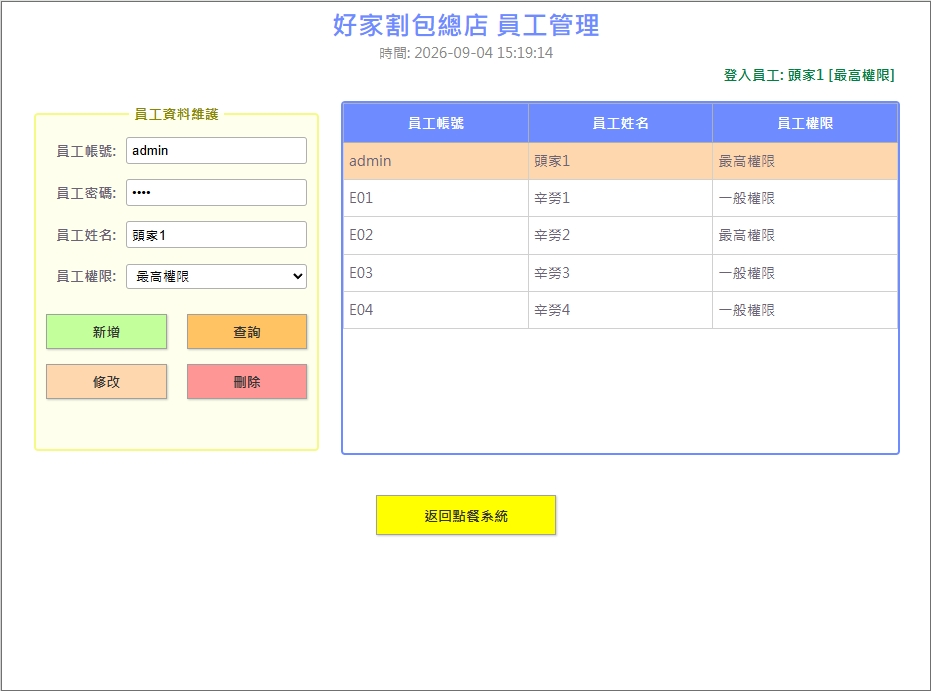 好家割包總店 員工管理
時間: 2026-09-04 15:19:14
登入員工: 頭家1 [最高權限]
員工資料維護
員工帳號: admin
員工密碼: ••••
員工姓名: 頭家1
員工權限: 最高權限
新增 查詢
修改 刪除
員工帳號 員工姓名 員工權限
admin 頭家1 最高權限
E01 辛勞1 一般權限
E02 辛勞2 最高權限
E03 辛勞3 一般權限
E04 辛勞4 一般權限
返回點餐系統